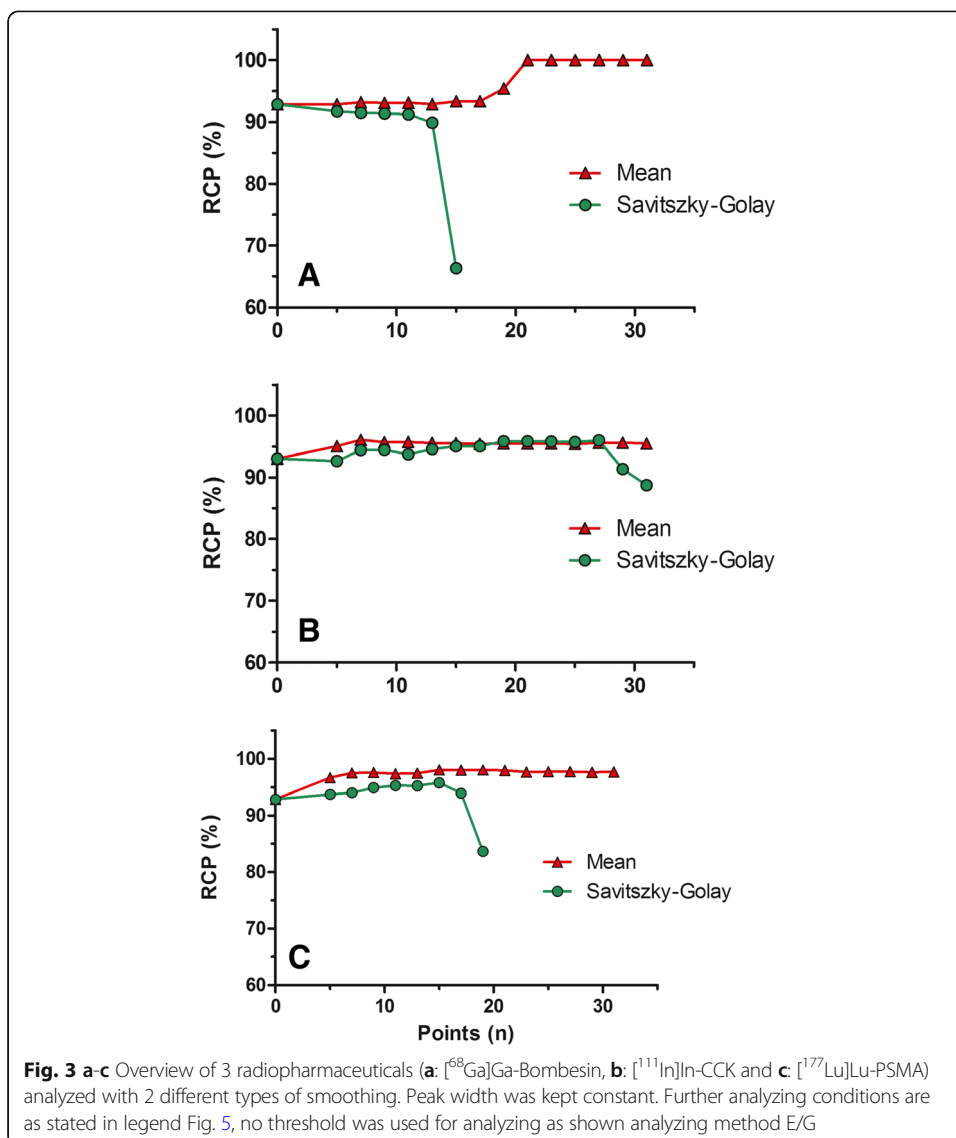 100
90
80
70
60
RCP (%)
Mean
Savitszky-Golay
A
0 10 20 30
100
90
80
70
60
RCP (%)
Mean
Savitszky-Golay
B
0 10 20 30
100
90
80
70
60
RCP (%)
Mean
Savitszky-Golay
C
0 10 20 30
Points (n)
Fig. 3 a-c Overview of 3 radiopharmaceuticals (a: [⁶⁸Ga]Ga-Bombesin, b: [¹¹¹In]In-CCK and c: [¹⁷⁷Lu]Lu-PSMA)
analyzed with 2 different types of smoothing. Peak width was kept constant. Further analyzing conditions are
as stated in legend Fig. 5, no threshold was used for analyzing as shown analyzing method E/G